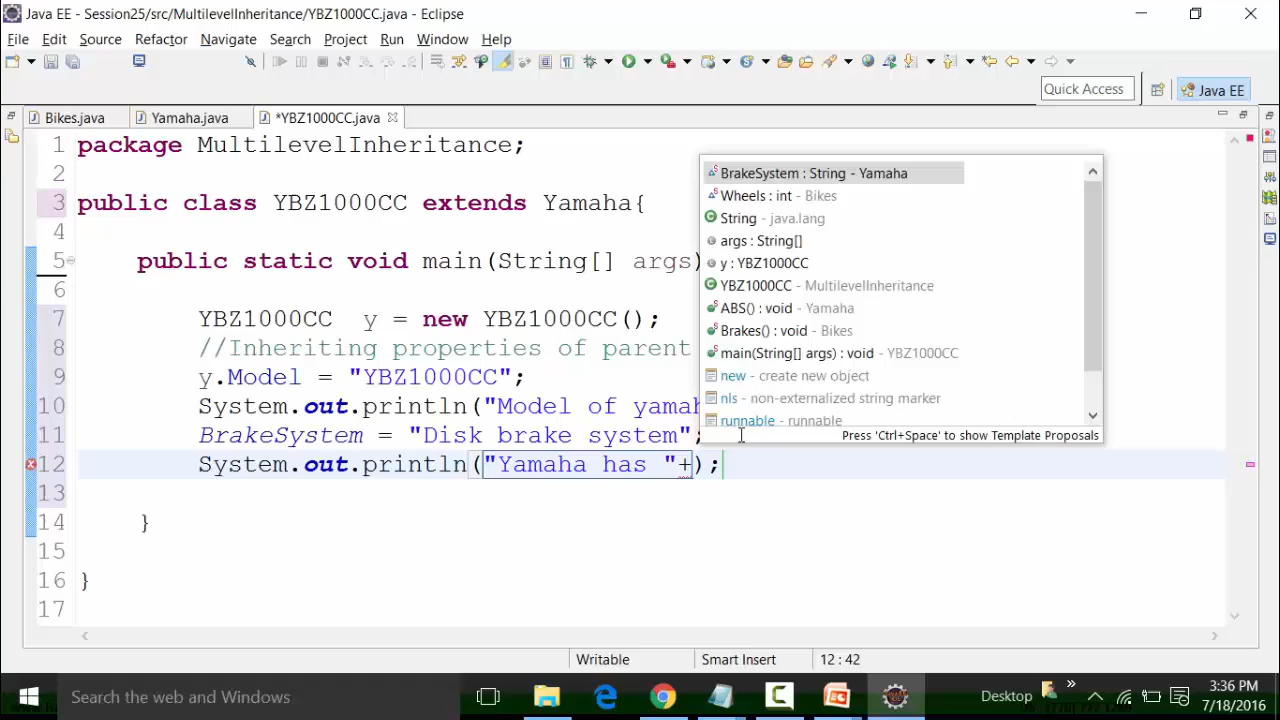 Java EE - Session25/src/MultilevelInheritance/YBZ1000CC.java - Eclipse
File Edit Source Refactor Navigate Search Project Run Window Help
Quick Access
Java EE
Bikes.java
Yamaha.java
*YBZ1000CC.java
1 package MultilevelInheritance;
2
3 public class YBZ1000CC extends Yamaha{
4
5 public static void main(String[] args)
6
7 YBZ1000CC y = new YBZ1000CC();
8 //Inheriting properties of parent
9 y.Model = "YBZ1000CC";
10 System.out.println("Model of yamah
11 BrakeSystem = "Disk brake system";
12 System.out.println("Yamaha has "+);
13
14 }
15
16 }
17
BrakeSystem : String - Yamaha
Wheels : int - Bikes
String - java.lang
args : String[]
y : YBZ1000CC
YBZ1000CC - MultilevelInheritance
ABS() : void - Yamaha
Brakes() : void - Bikes
main(String[] args) : void - YBZ1000CC
new - create new object
nls - non-externalized string marker
runnable - runnable
Press 'Ctrl+Space' to show Template Proposals
Writable
Smart Insert
12 : 42
Search the web and Windows
Desktop
3:36 PM
7/18/2016